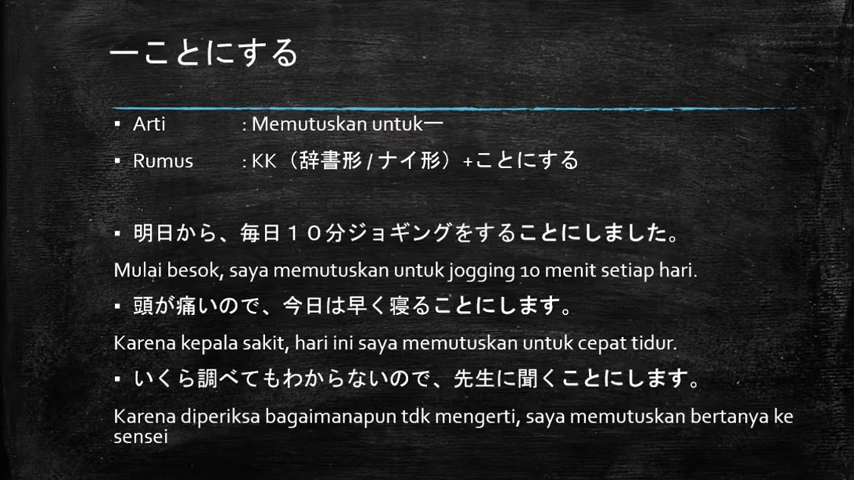 ーことにする
▪ Arti : Memutuskan untukー
▪ Rumus : KK（辞書形 / ナイ形）+ことにする
▪ 明日から、毎日１０分ジョギングをすることにしました。
Mulai besok, saya memutuskan untuk jogging 10 menit setiap hari.
▪ 頭が痛いので、今日は早く寝ることにします。
Karena kepala sakit, hari ini saya memutuskan untuk cepat tidur.
▪ いくら調べてもわからないので、先生に聞くことにします。
Karena diperiksa bagaimanapun tdk mengerti, saya memutuskan bertanya ke
sensei